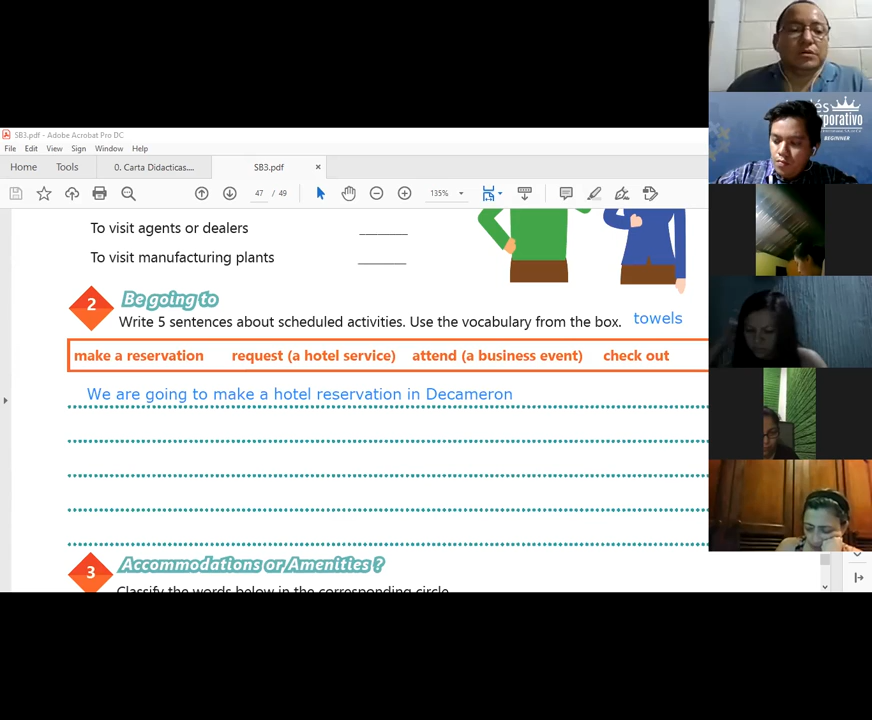 SB3.pdf - Adobe Acrobat Pro DC
File Edit View Sign Window Help
Home Tools 0. Carta Didacticas.... SB3.pdf ×
47 / 49 135%
To visit agents or dealers ________
To visit manufacturing plants ________
2 Be going to
Write 5 sentences about scheduled activities. Use the vocabulary from the box. towels
make a reservation request (a hotel service) attend (a business event) check out
We are going to make a hotel reservation in Decameron
3 Accommodations or Amenities ?
Classify the words below in the corresponding circle
BEGINNER